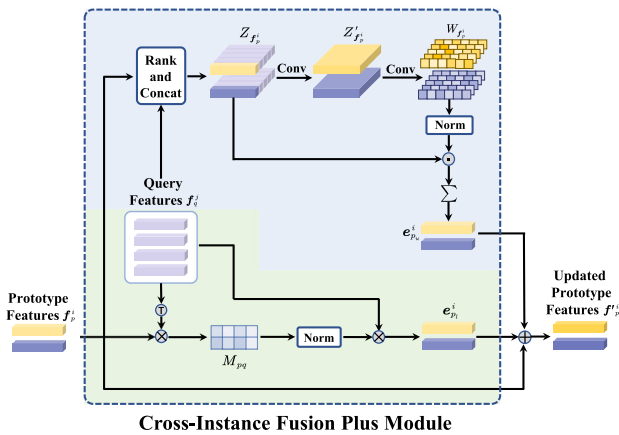 Z_{f_p^i}
Z'_{f_p^i}
W_{f_p^i}
Rank
and
Concat
Conv
Conv
Norm
Query
Features f_q^j
∑
e_{p_u}^i
Prototype
Features f_p^i
T
M_{pq}
Norm
e_{p_l}^i
Updated
Prototype
Features f'_p^i
Cross-Instance Fusion Plus Module